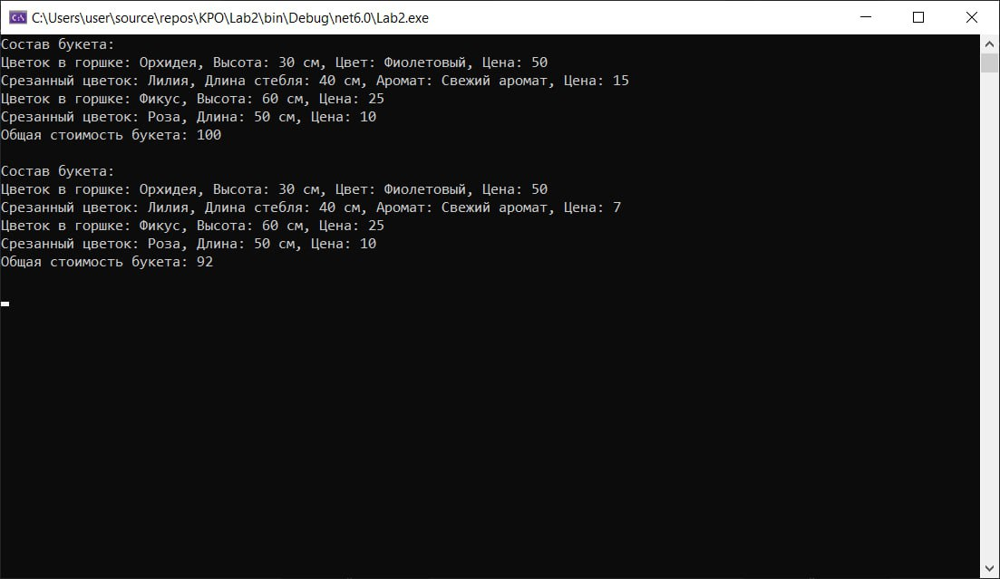 C:\Users\user\source\repos\KPO\Lab2\bin\Debug\net6.0\Lab2.exe
Состав букета:
Цветок в горшке: Орхидея, Высота: 30 см, Цвет: Фиолетовый, Цена: 50
Срезанный цветок: Лилия, Длина стебля: 40 см, Аромат: Свежий аромат, Цена: 15
Цветок в горшке: Фикус, Высота: 60 см, Цена: 25
Срезанный цветок: Роза, Длина: 50 см, Цена: 10
Общая стоимость букета: 100
Состав букета:
Цветок в горшке: Орхидея, Высота: 30 см, Цвет: Фиолетовый, Цена: 50
Срезанный цветок: Лилия, Длина стебля: 40 см, Аромат: Свежий аромат, Цена: 7
Цветок в горшке: Фикус, Высота: 60 см, Цена: 25
Срезанный цветок: Роза, Длина: 50 см, Цена: 10
Общая стоимость букета: 92